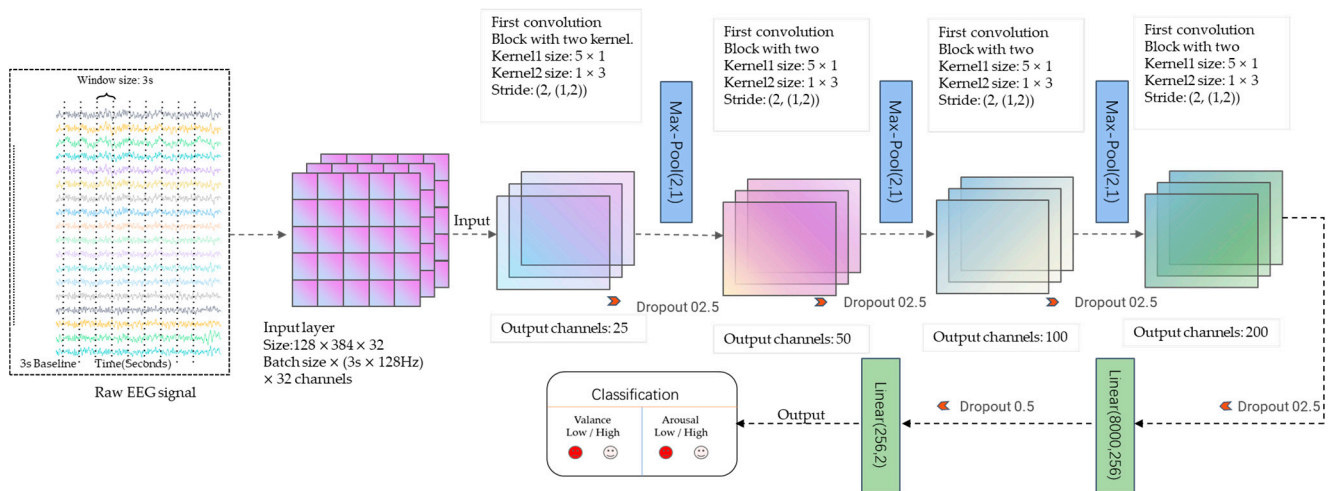 Window size: 3s
3s Baseline Time(Seconds)
Raw EEG signal
Input layer
Size:128 × 384 × 32
Batch size × (3s × 128Hz)
× 32 channels
Input
First convolution
Block with two kernel.
Kernel1 size: 5 × 1
Kernel2 size: 1 × 3
Stride: (2, (1,2))
Max-Pool(2,1)
First convolution
Block with two
Kernel1 size: 5 × 1
Kernel2 size: 1 × 3
Stride: (2, (1,2))
Max-Pool(2,1)
First convolution
Block with two
Kernel1 size: 5 × 1
Kernel2 size: 1 × 3
Stride: (2, (1,2))
Max-Pool(2,1)
First convolution
Block with two
Kernel1 size: 5 × 1
Kernel2 size: 1 × 3
Stride: (2, (1,2))
Dropout 02.5
Dropout 02.5
Dropout 02.5
Output channels: 25
Output channels: 50
Output channels: 100
Output channels: 200
Dropout 02.5
Linear(8000,256)
Dropout 0.5
Linear(256,2)
Output
Classification
Valance
Low / High
Arousal
Low / High